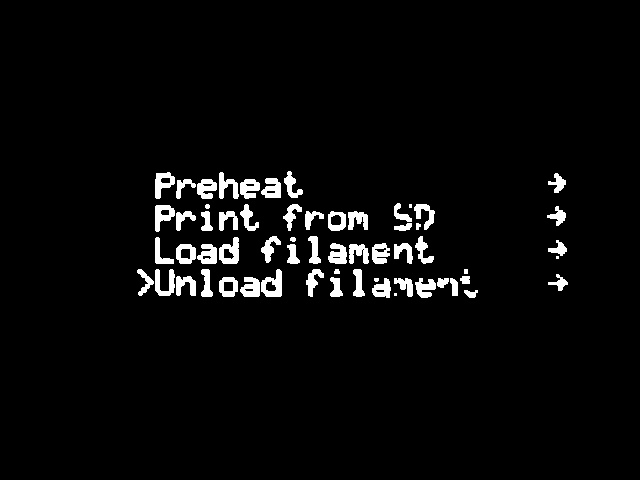 Preheat →
Print from SD →
Load filament →
>Unload filament →